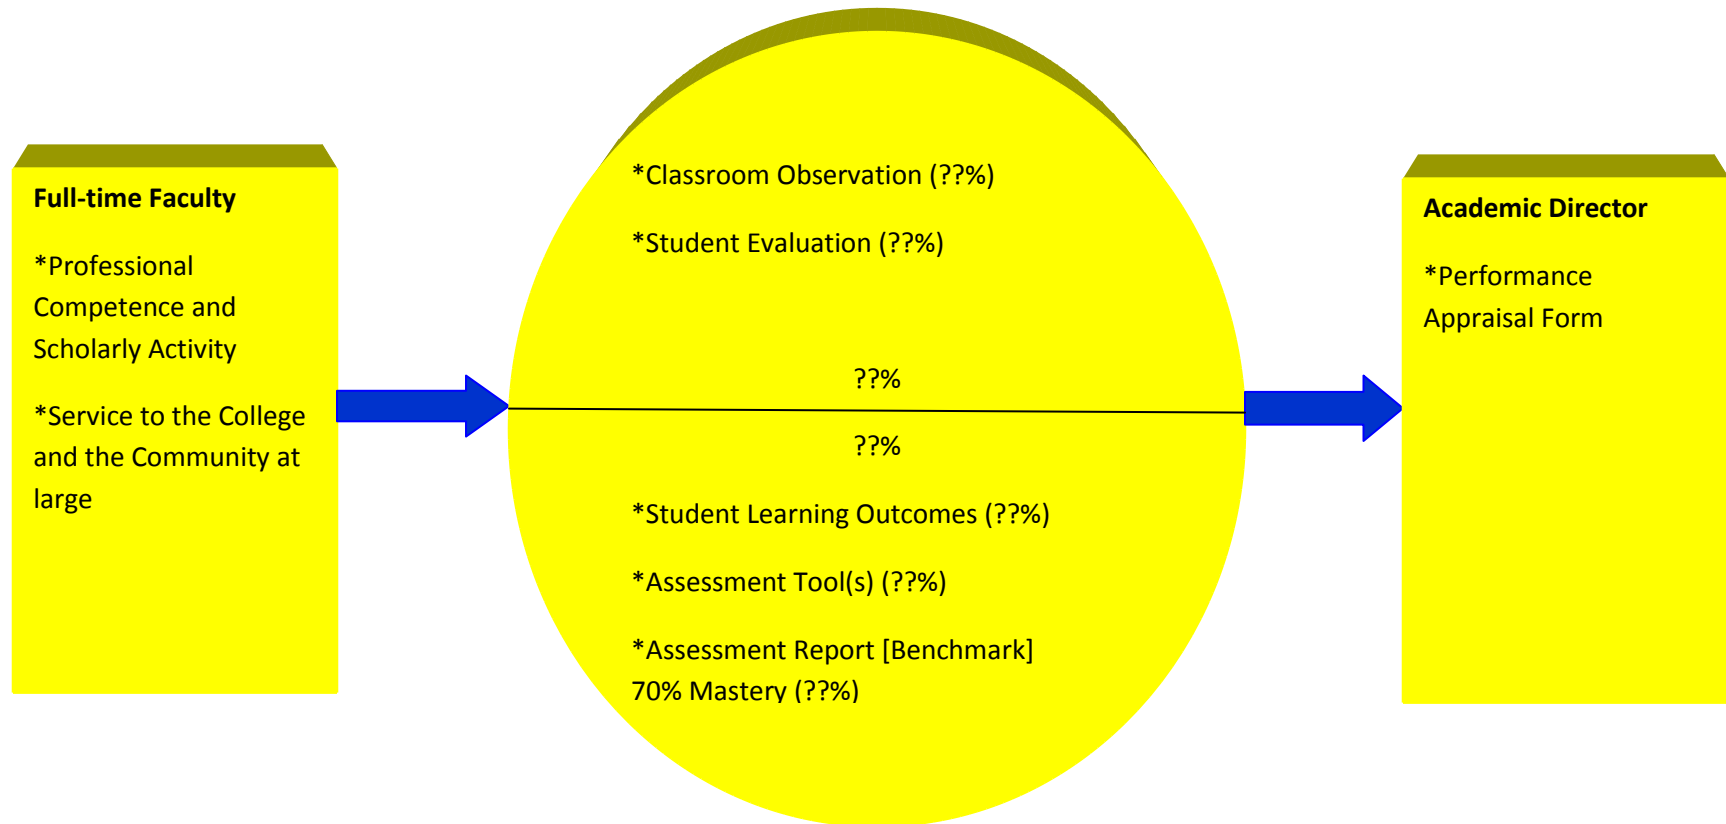 Full-time Faculty
*Professional
Competence and
Scholarly Activity
*Service to the College
and the Community at
large
*Classroom Observation (??%)
*Student Evaluation (??%)
??%
??%
*Student Learning Outcomes (??%)
*Assessment Tool(s) (??%)
*Assessment Report [Benchmark]
70% Mastery (??%)
Academic Director
*Performance
Appraisal Form